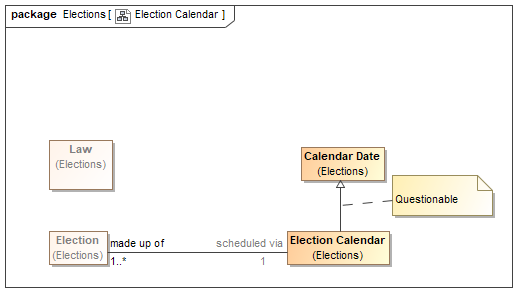 package Elections [ Election Calendar ]
Law
(Elections)
Calendar Date
(Elections)
Questionable
Election
(Elections)
made up of
1..*
scheduled via
1
Election Calendar
(Elections)